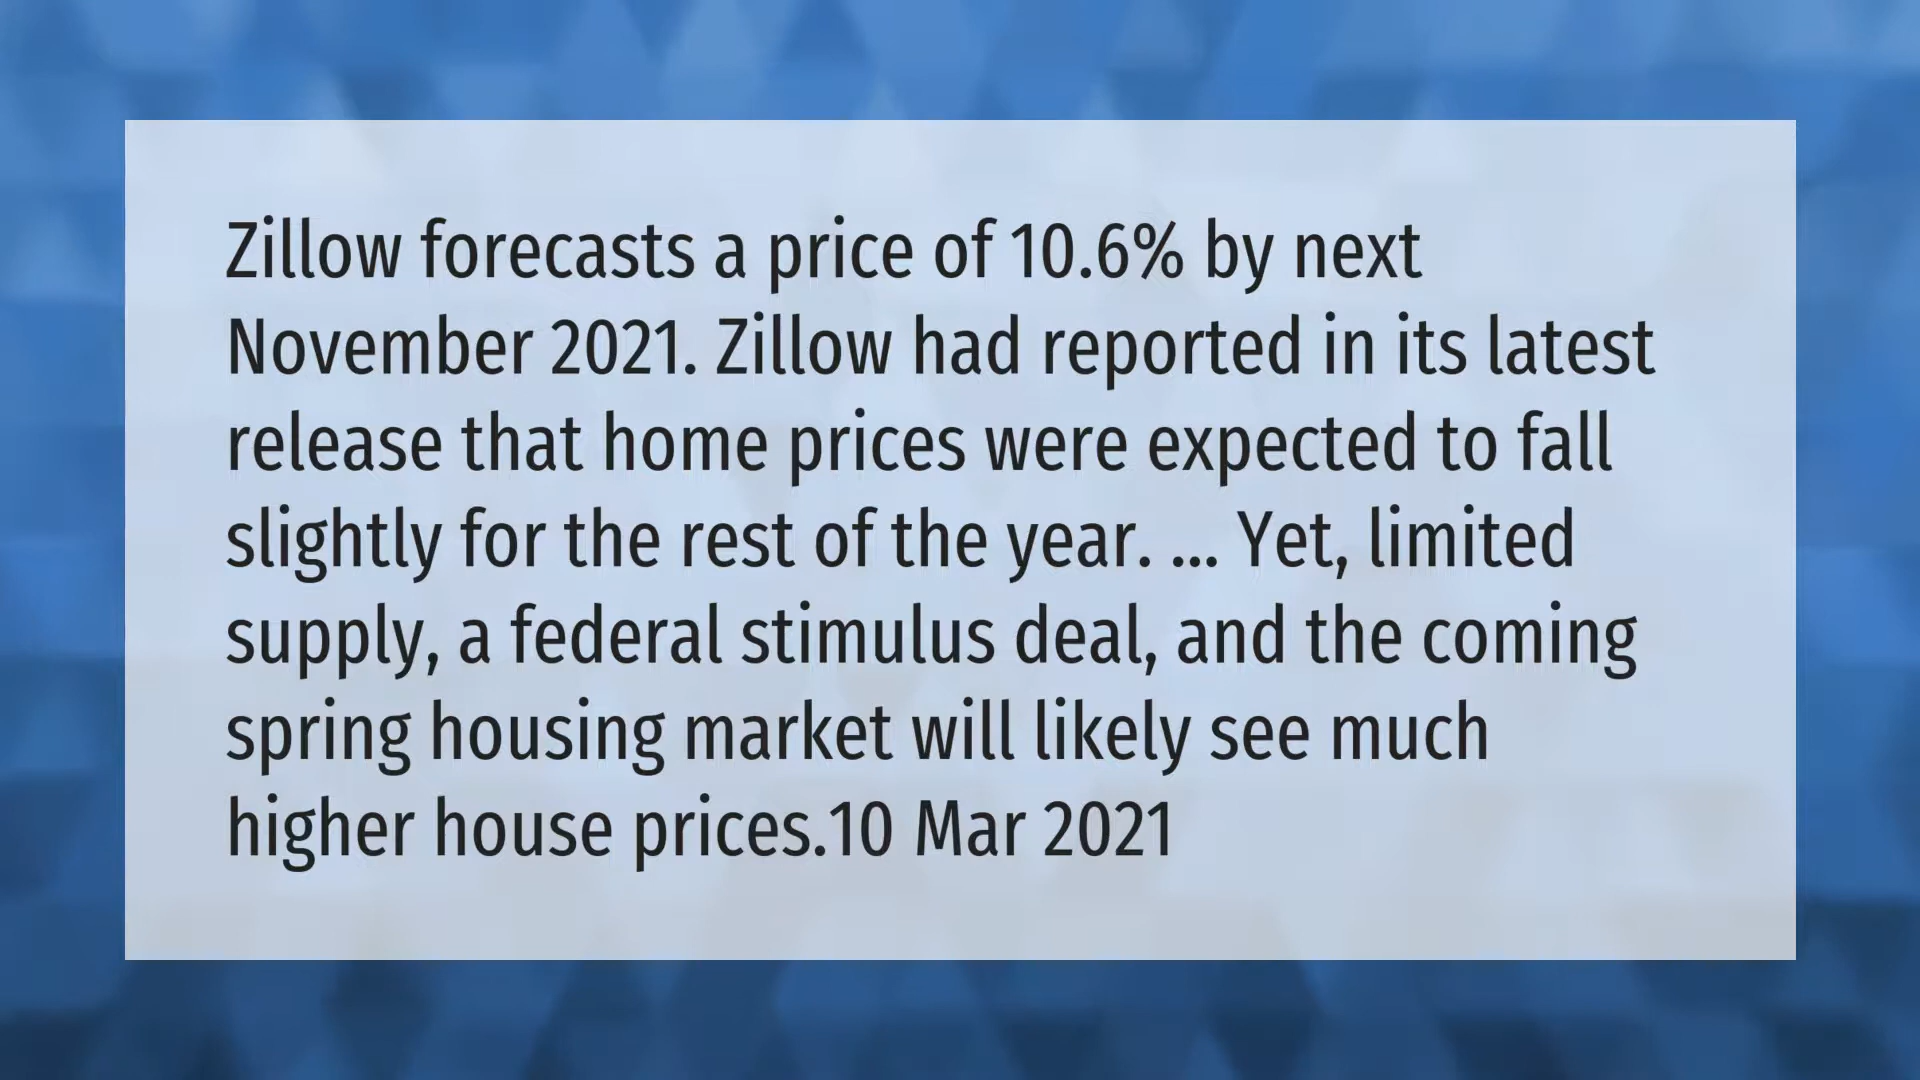 Zillow forecasts a price of 10.6% by next
November 2021. Zillow had reported in its latest
release that home prices were expected to fall
slightly for the rest of the year. ... Yet, limited
supply, a federal stimulus deal, and the coming
spring housing market will likely see much
higher house prices.10 Mar 2021